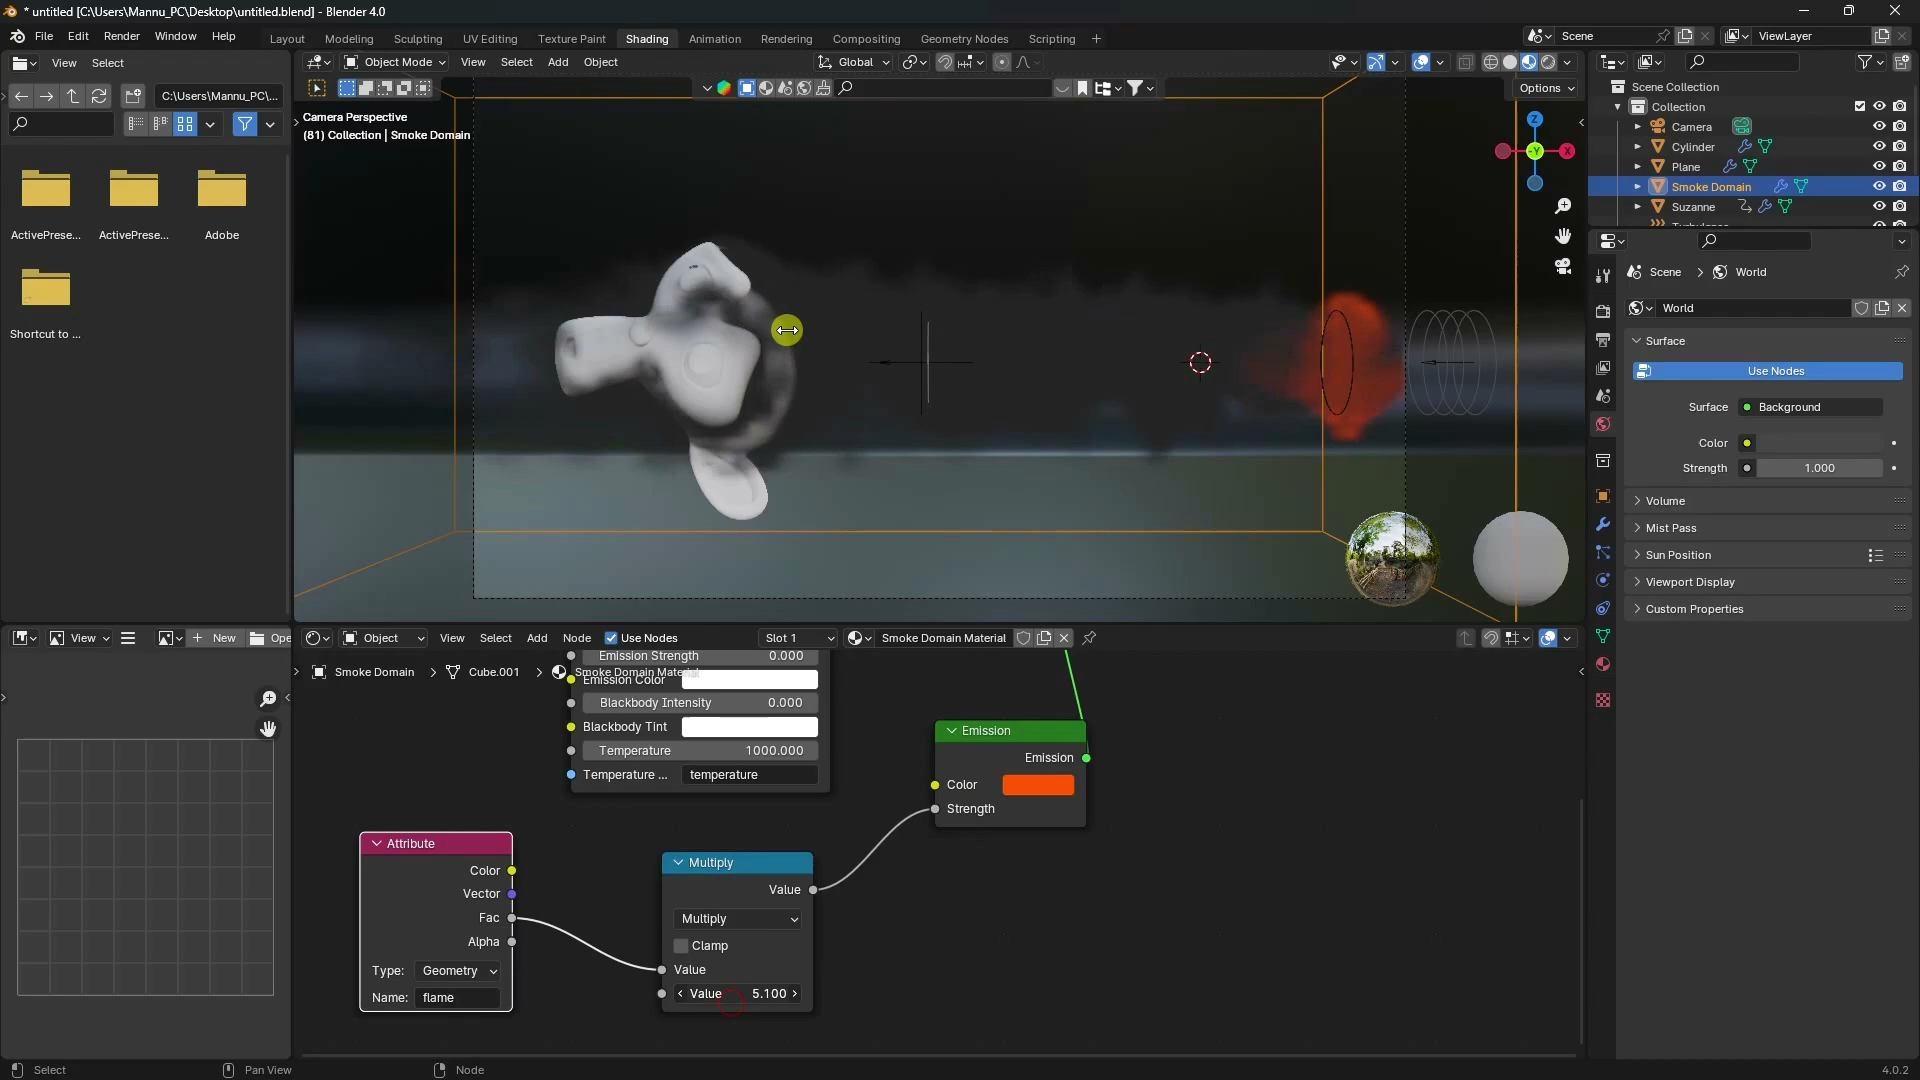 * untitled [C:\Users\Mannu_PC\Desktop\untitled.blend] - Blender 4.0
File Edit Render Window Help
Layout Modeling Sculpting UV Editing Texture Paint Shading Animation Rendering Compositing Geometry Nodes Scripting +
Scene ViewLayer
View Select
C:\Users\Mannu_PC\...
ActivePrese... ActivePrese... Adobe
Shortcut to ...
Object Mode View Select Add Object Global
Options
Camera Perspective
(81) Collection | Smoke Domain
Z
-Y X
Scene Collection
Collection
Camera
Cylinder
Plane
Smoke Domain
Suzanne
Scene > World
World
Surface
Use Nodes
Surface Background
Color
Strength 1.000
Volume
Mist Pass
Sun Position
Viewport Display
Custom Properties
View + New Ope
Object View Select Add Node Use Nodes Slot 1 Smoke Domain Material
Smoke Domain > Cube.001 > Smoke Domain Material
Emission Strength 0.000
Emission Color
Blackbody Intensity 0.000
Blackbody Tint
Temperature 1000.000
Temperature ... temperature
Emission
Emission
Color
Strength
Attribute
Color
Vector
Fac
Alpha
Type: Geometry
Name: flame
Multiply
Value
Multiply
Clamp
Value
Value 5.100
Select Pan View Node 4.0.2